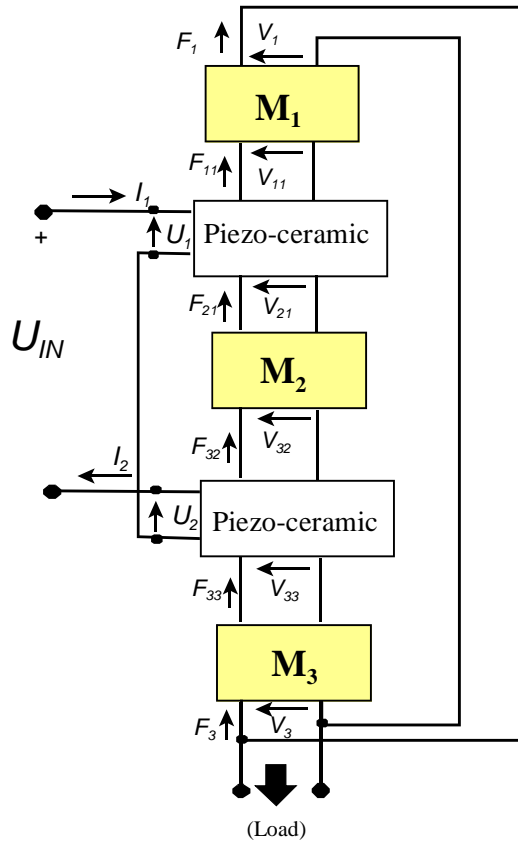 F1
V1
M1
F11
V11
I1
+
U1
Piezo-ceramic
F21
V21
UIN
M2
F32
V32
I2
U2
Piezo-ceramic
F33
V33
M3
F3
V3
(Load)